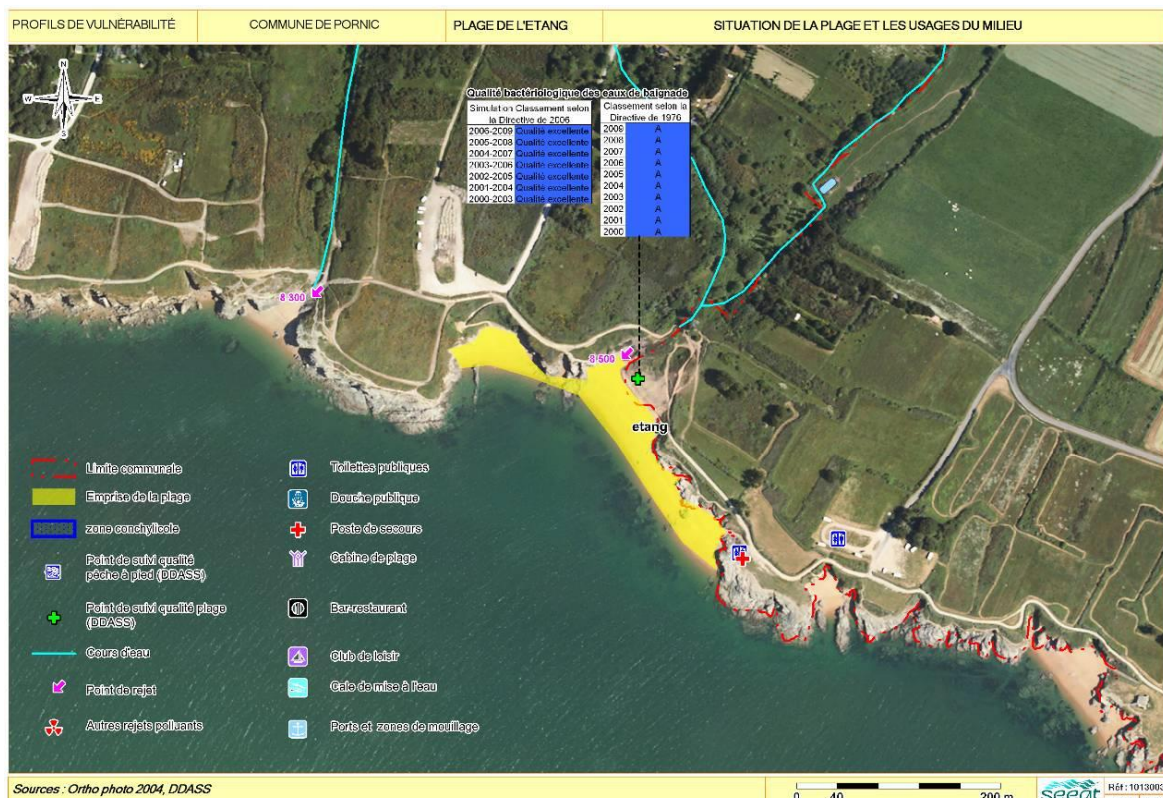 PROFILS DE VULNÉRABILITÉ
COMMUNE DE PORNIC
PLAGE DE L'ETANG
SITUATION DE LA PLAGE ET LES USAGES DU MILIEU
N
W E
S
Qualité bactériologique des eaux de baignade
Simulation Classement selon
la Directive de 2006
2006-2009 Qualité excellente
2005-2008 Qualité excellente
2004-2007 Qualité excellente
2003-2006 Qualité excellente
2002-2005 Qualité excellente
2001-2004 Qualité excellente
2000-2003 Qualité excellente
Classement selon la
Directive de 1976
2009 A
2008 A
2007 A
2006 A
2005 A
2004 A
2003 A
2002 A
2001 A
2000 A
8 300
8 500
etang
Limite communale
Emprise de la plage
zone conchylicole
Point de suivi qualité
pêche à pied (DDASS)
Point de suivi qualité plage
(DDASS)
Cours d'eau
Point de rejet
Autres rejets polluants
Toilettes publiques
Douche publique
Poste de secours
Cabine de plage
Bar-restaurant
Club de loisir
Cale de mise à l'eau
Ports et zones de mouillage
Sources : Ortho photo 2004, DDASS
0 40 200 m
seeat
Réf : 1013003